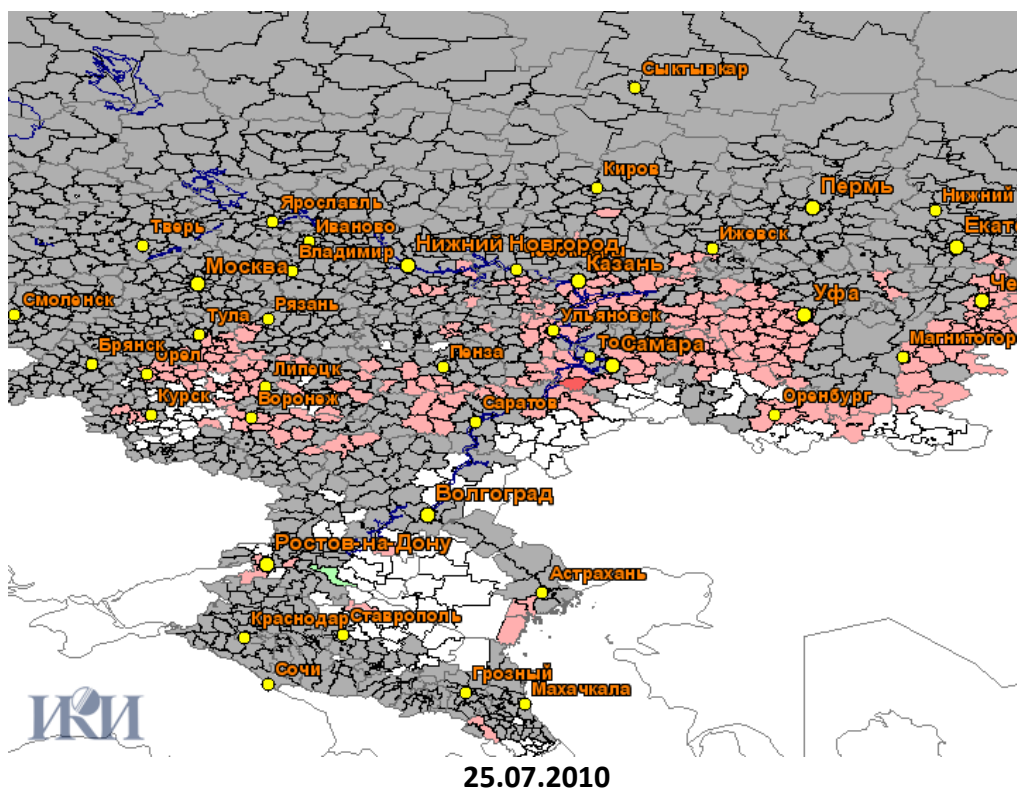 Сыктывкар
Киров
Пермь
Нижний
Ярославль
Екате
Тверь
Иваново
Ижевск
Нижний Новгород
Владимир
Казань
Москва
Че
Смоленск
Рязань
Уфа
Тула
Ульяновск
Брянск
Орел
Пенза
То
Самара
Магнитогор
Липецк
Курск
Воронеж
Саратов
Оренбург
Волгоград
Ростов-на-Дону
Астрахань
Краснодар
Ставрополь
Сочи
Грозный
Махачкала
ИКИ
25.07.2010